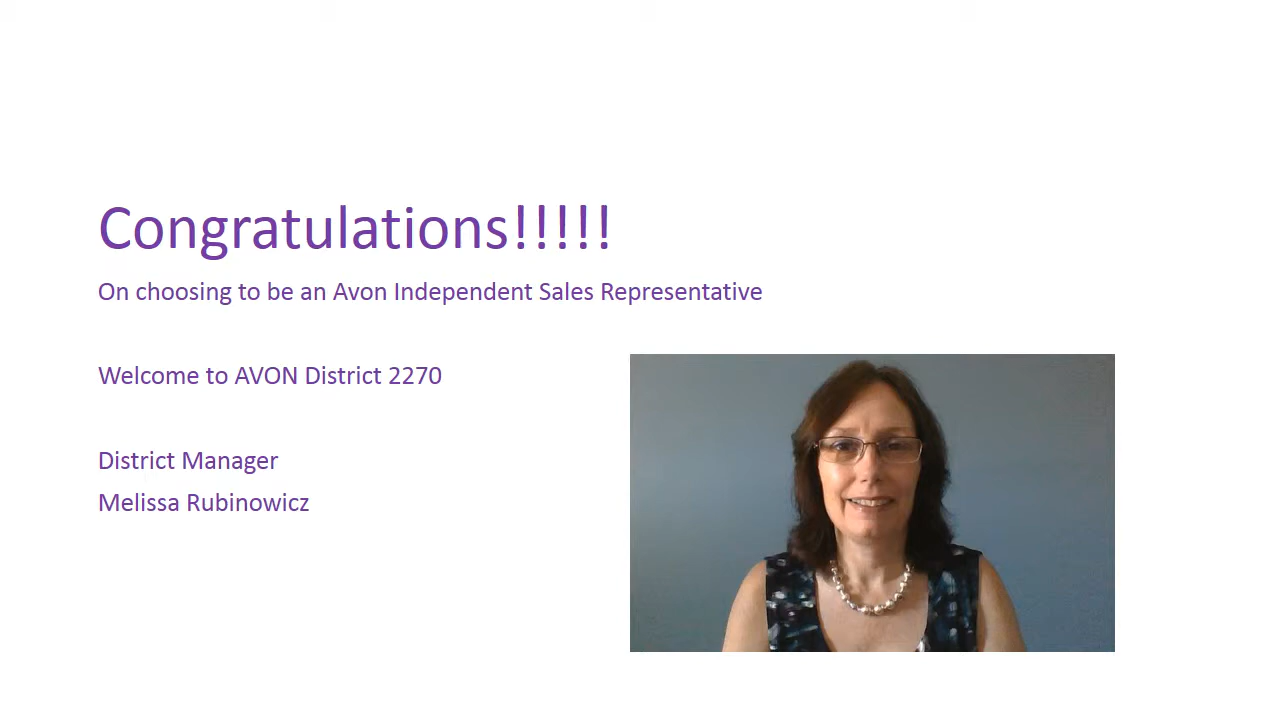 Congratulations!!!!!
On choosing to be an Avon Independent Sales Representative
Welcome to AVON District 2270
District Manager
Melissa Rubinowicz